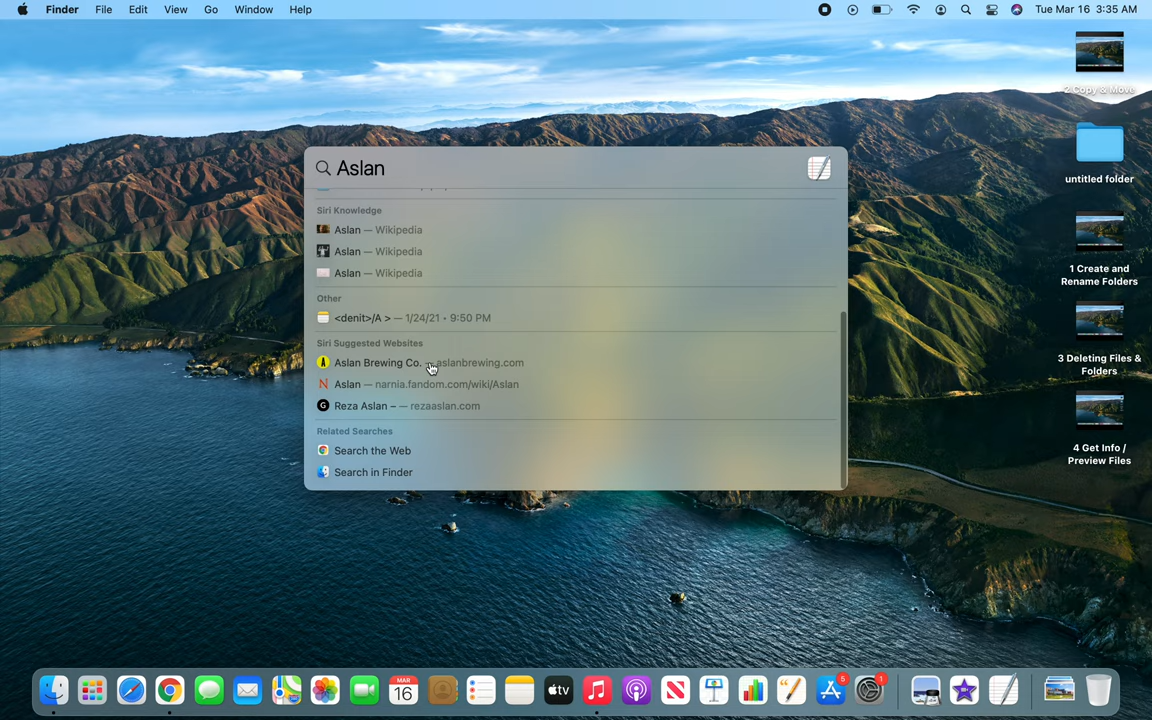 Finder File Edit View Go Window Help Tue Mar 16 3:35 AM
2 Copy & Move
untitled folder
1 Create and
Rename Folders
3 Deleting Files &
Folders
4 Get Info /
Preview Files
Aslan
Siri Knowledge
Aslan — Wikipedia
Aslan — Wikipedia
Aslan — Wikipedia
Other
<denit>/A > — 1/24/21 • 9:50 PM
Siri Suggested Websites
Aslan Brewing Co. — aslanbrewing.com
Aslan — narnia.fandom.com/wiki/Aslan
Reza Aslan – — rezaaslan.com
Related Searches
Search the Web
Search in Finder
MAR
16
tv
5
1